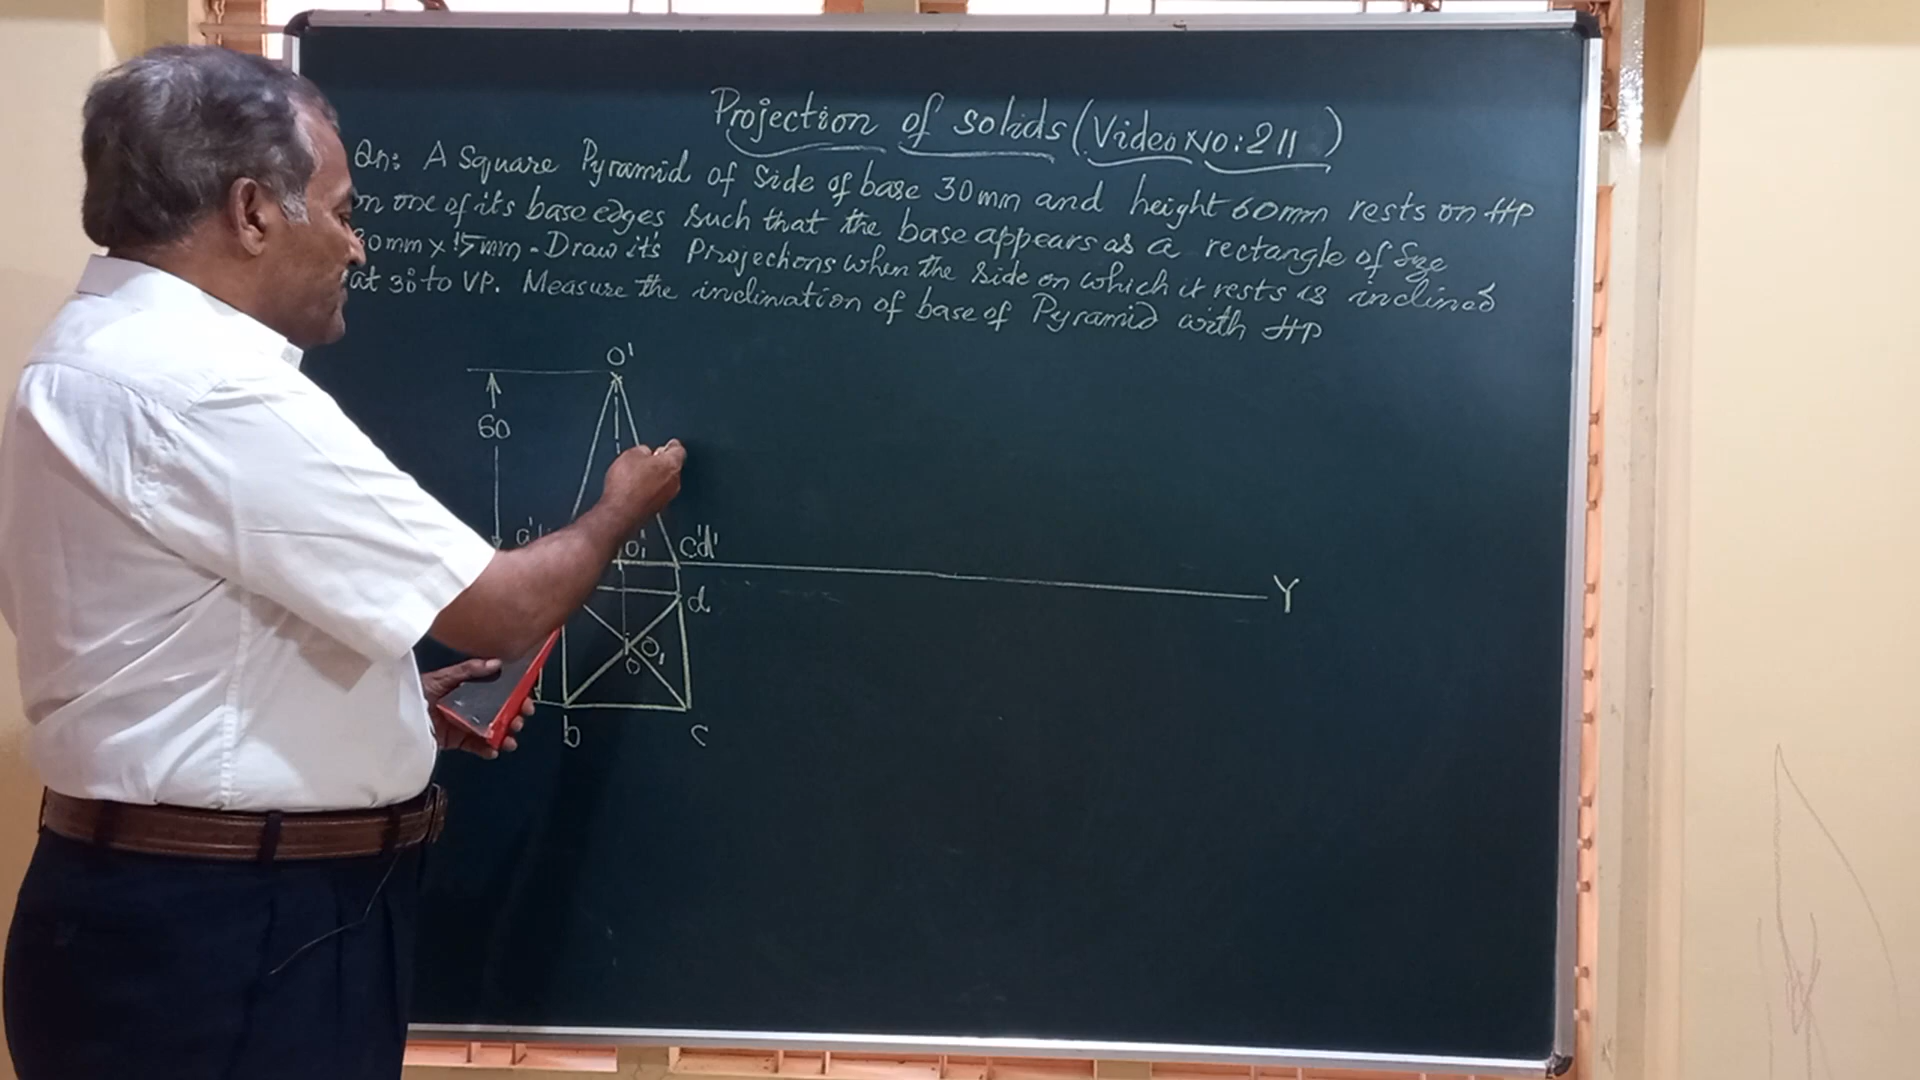 Projection of solids (Video No: 211)
Qn: A Square Pyramid of Side of base 30mm and height 60mm rests on HP
on one of its base edges such that the base appears as a rectangle of Size
30mm x 15mm. Draw its Projections when the side on which it rests is inclined
at 30° to VP. Measure the inclination of base of Pyramid with HP
O'
60
a'
O₁'
c'd'
Y
d
O₁
o
b
c